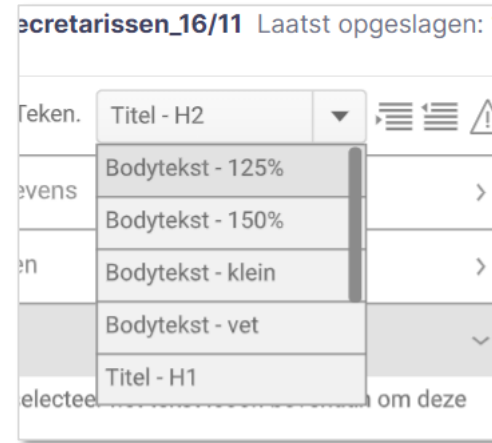 ecretarissen_16/11 Laatst opgeslagen:
Teken. Titel - H2
Bodytekst - 125%
evens
Bodytekst - 150%
en
Bodytekst - klein
Bodytekst - vet
Titel - H1
om deze